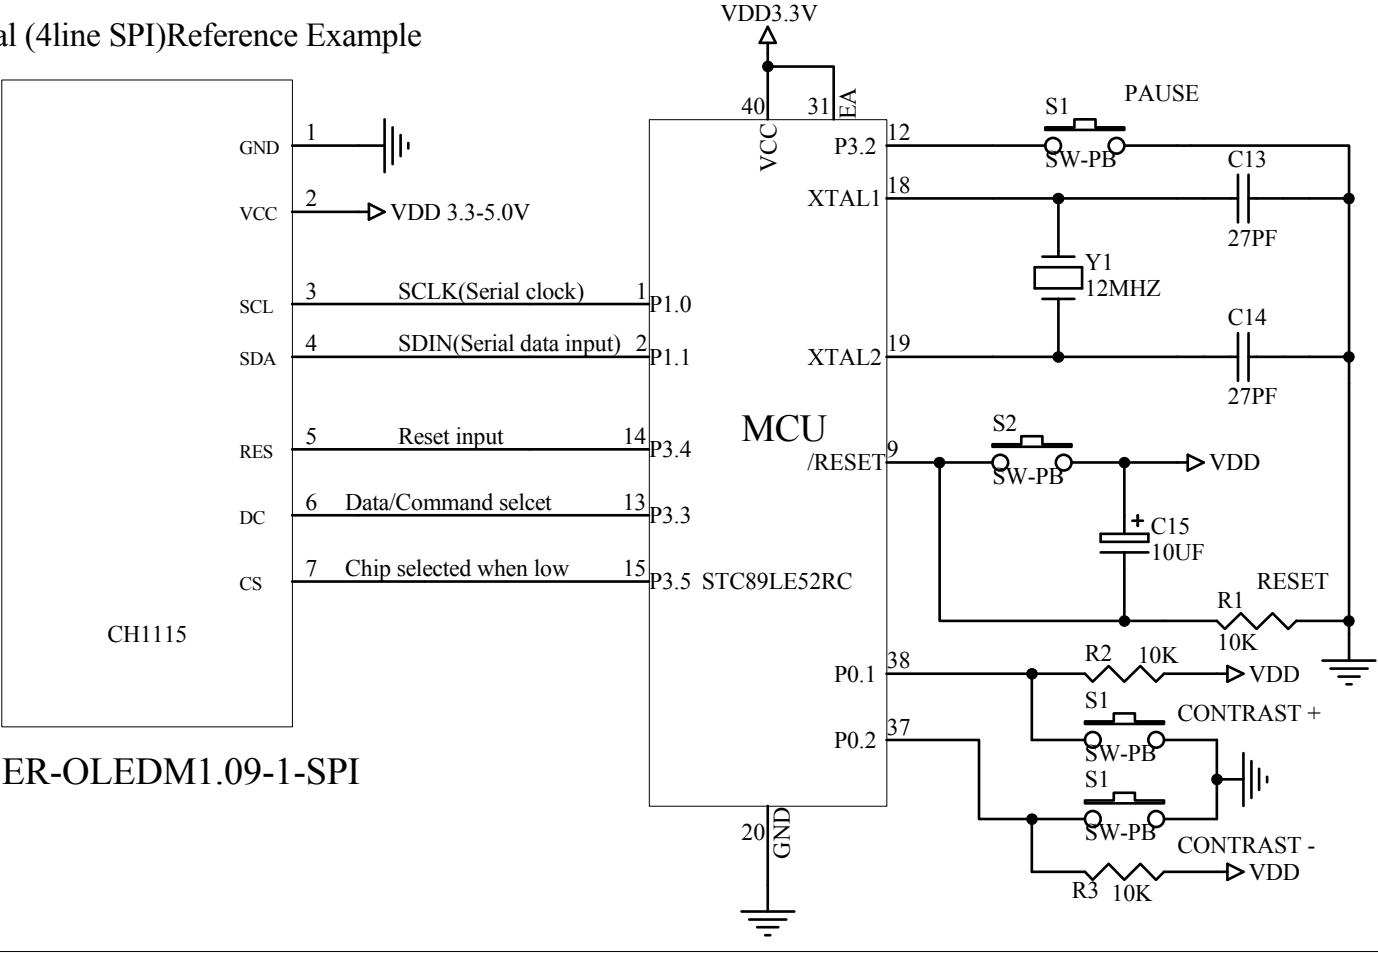 al (4line SPI)Reference Example
VDD3.3V
40
31
EA
VCC
GND
1
VCC
2
VDD 3.3-5.0V
SCL
3
SCLK(Serial clock)
1
P1.0
SDA
4
SDIN(Serial data input)
2
P1.1
RES
5
Reset input
14
P3.4
DC
6
Data/Command selcet
13
P3.3
CS
7
Chip selected when low
15
P3.5
STC89LE52RC
CH1115
ER-OLEDM1.09-1-SPI
MCU
P3.2
12
S1
PAUSE
SW-PB
XTAL1
18
C13
27PF
Y1
12MHZ
XTAL2
19
C14
27PF
/RESET
9
S2
SW-PB
VDD
C15
10UF
RESET
R1
10K
P0.1
38
R2
10K
VDD
S1
CONTRAST +
SW-PB
P0.2
37
S1
SW-PB
CONTRAST -
R3
10K
VDD
20
GND